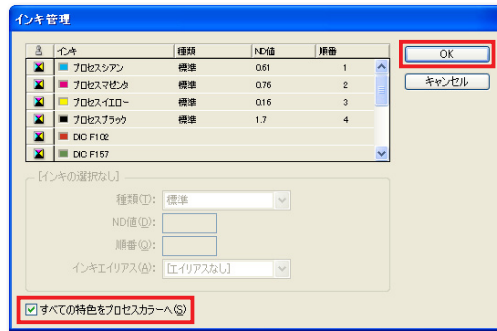 インキ管理
インキ 種類 ND値 順番
プロセスシアン 標準 0.61 1
プロセスマゼンタ 標準 0.76 2
プロセスイエロー 標準 0.16 3
プロセスブラック 標準 1.7 4
DIC F102
DIC F157
OK
キャンセル
[インキの選択なし]
種類(T): 標準
ND値(D):
順番(Q):
インキエイリアス(A): [エイリアスなし]
すべての特色をプロセスカラーへ(S)